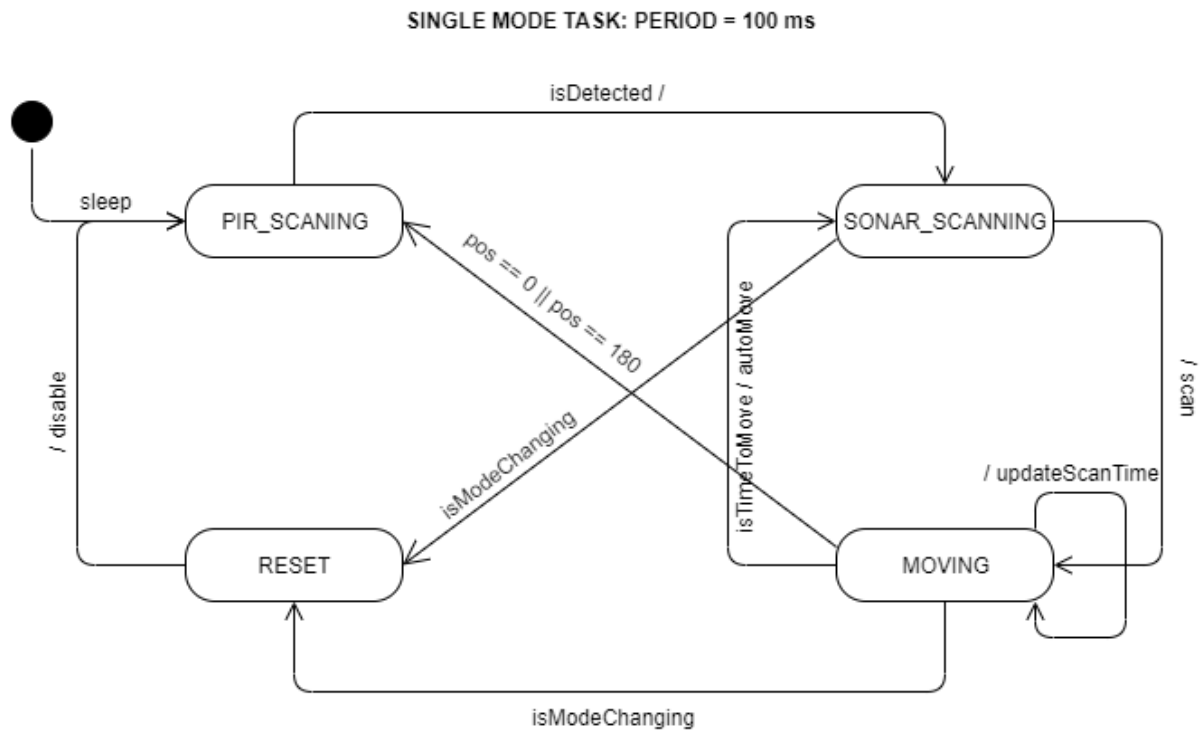 SINGLE MODE TASK: PERIOD = 100 ms
isDetected /
sleep
PIR_SCANING
SONAR_SCANNING
pos == 0 || pos == 180
isTimeToMove / autoMove
/ scan
/ disable
isModeChanging
/ updateScanTime
RESET
MOVING
isModeChanging